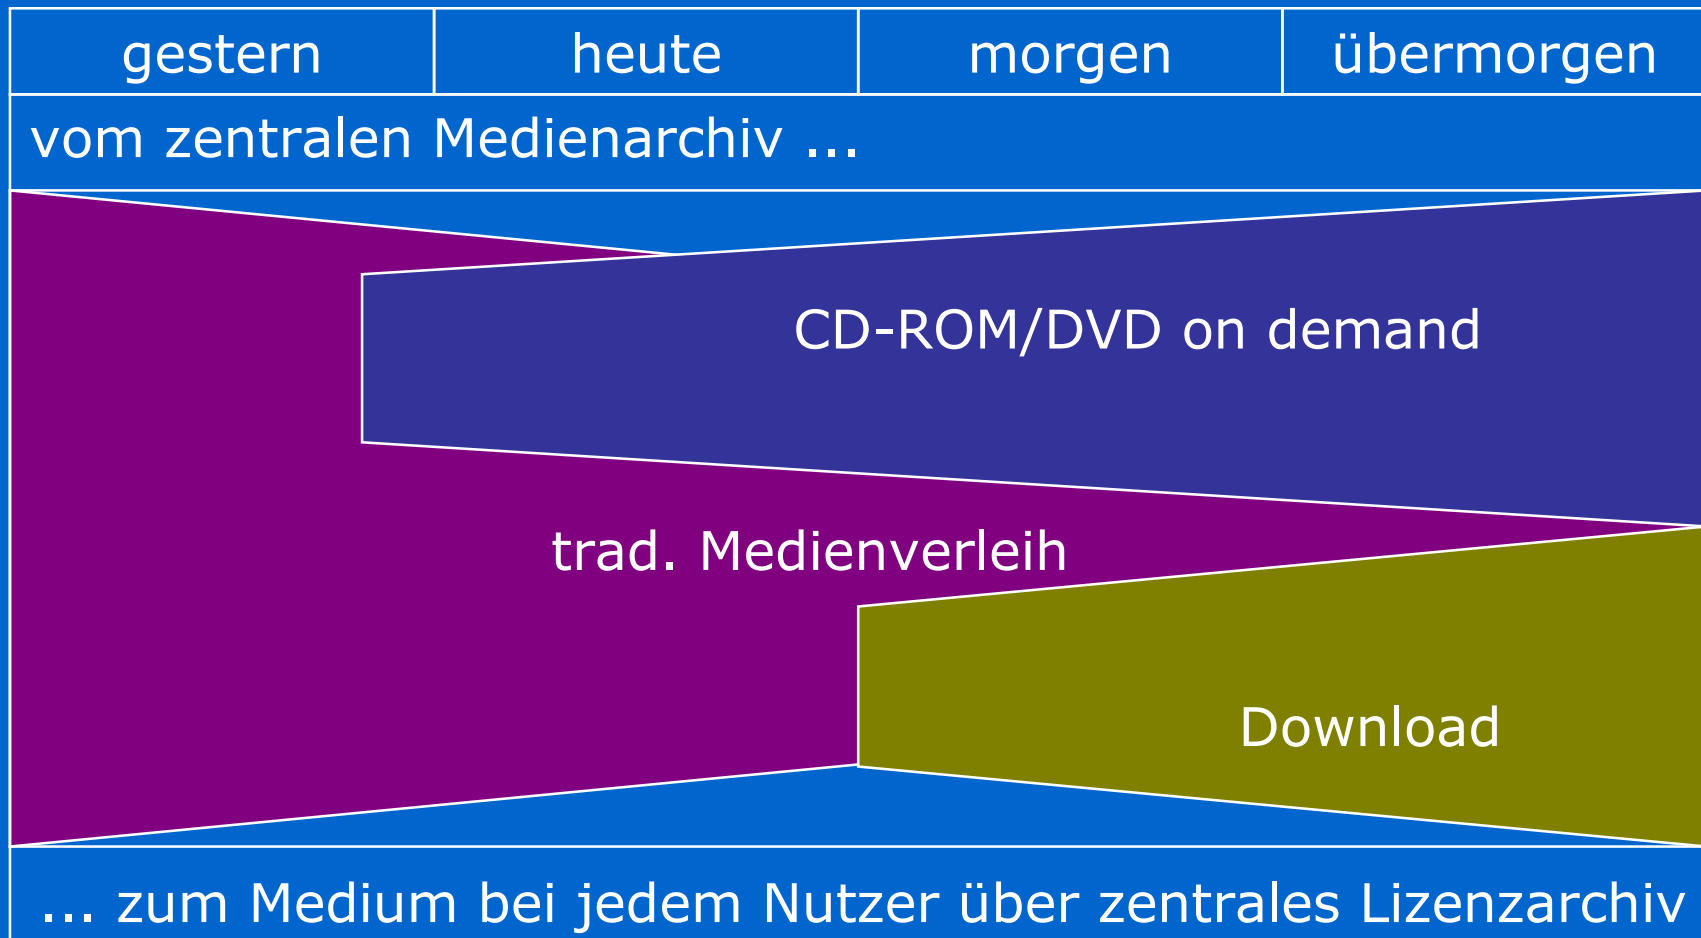 gestern heute morgen übermorgen
vom zentralen Medienarchiv ...
CD-ROM/DVD on demand
trad. Medienverleih
Download
... zum Medium bei jedem Nutzer über zentrales Lizenzarchiv